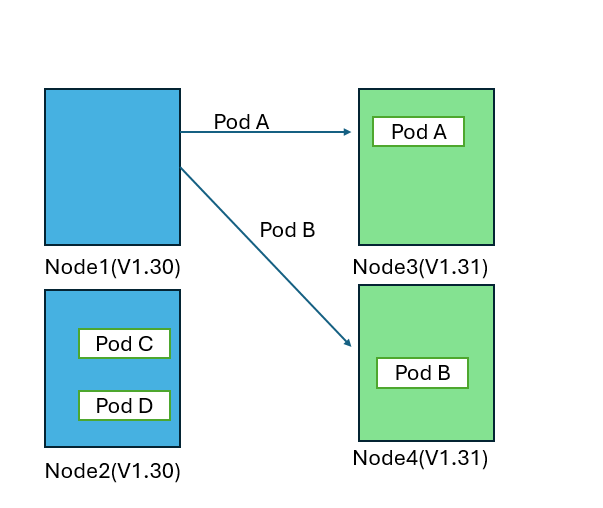 Pod A
Pod A
Pod B
Node1(V1.30)
Node3(V1.31)
Pod C
Pod D
Pod B
Node2(V1.30)
Node4(V1.31)